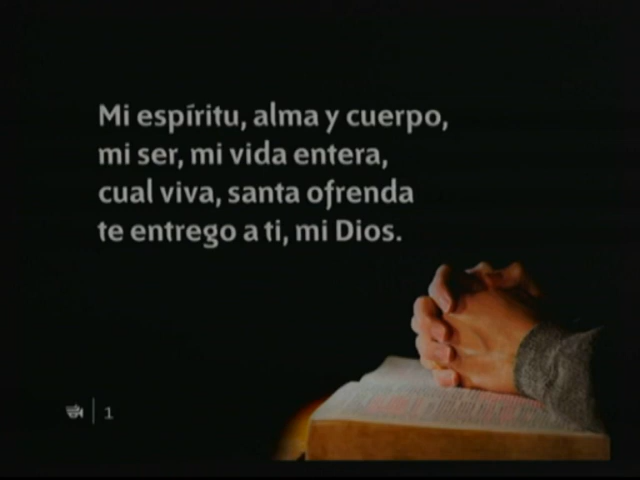 Mi espíritu, alma y cuerpo,
mi ser, mi vida entera,
cual viva, santa ofrenda
te entrego a ti, mi Dios.
1